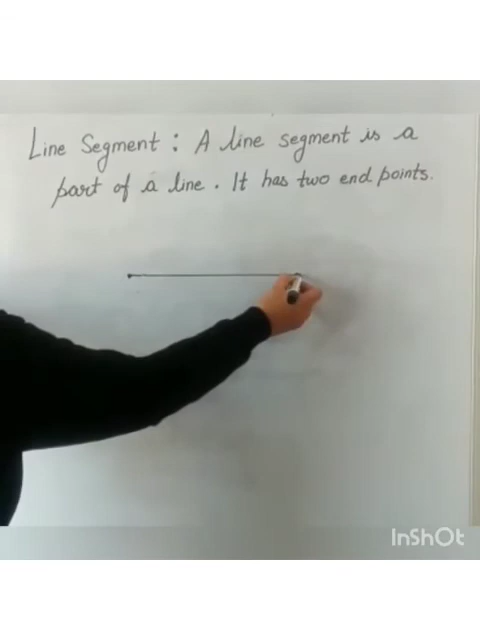 Line Segment : A line segment is a
part of a line. It has two end points.
InShOt